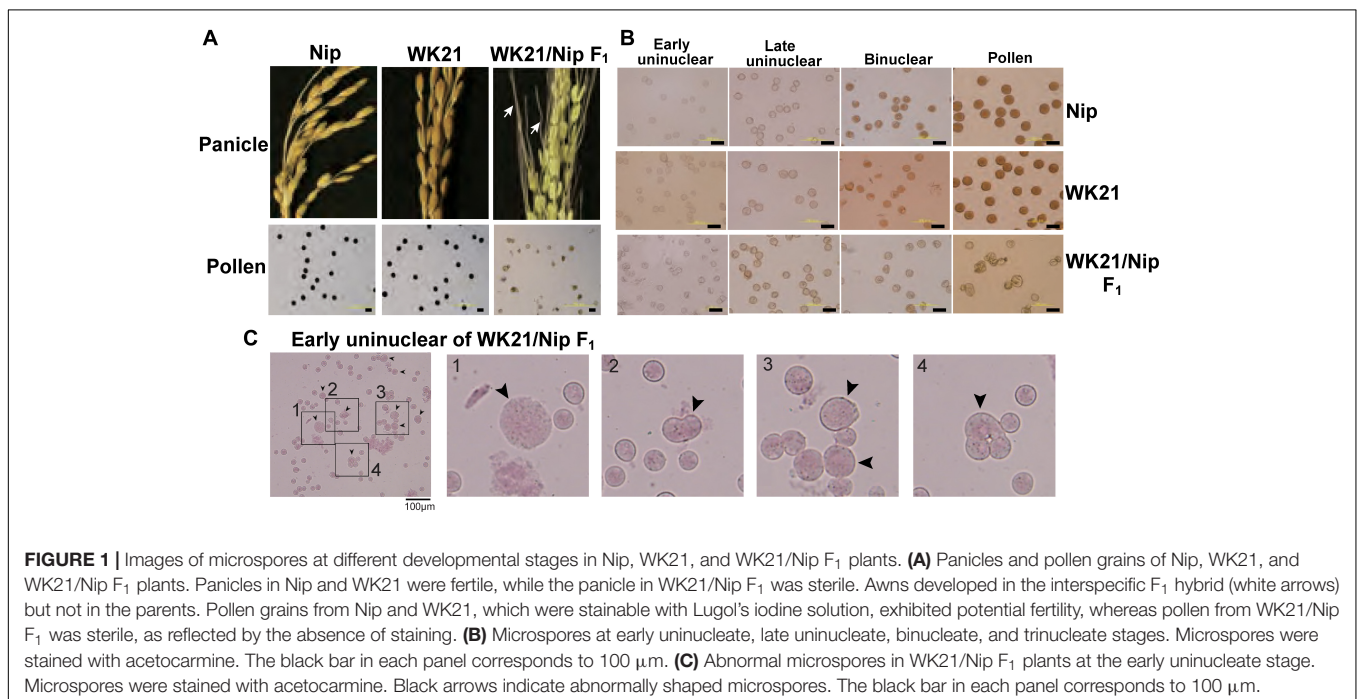 A
Nip WK21 WK21/Nip F₁
Panicle
Pollen
B
Early uninuclear Late uninuclear Binuclear Pollen
Nip
WK21
WK21/Nip F₁
C Early uninuclear of WK21/Nip F₁
1 2 3 4
1 2 3 4
100μm
FIGURE 1 | Images of microspores at different developmental stages in Nip, WK21, and WK21/Nip F₁ plants. (A) Panicles and pollen grains of Nip, WK21, and
WK21/Nip F₁ plants. Panicles in Nip and WK21 were fertile, while the panicle in WK21/Nip F₁ was sterile. Awns developed in the interspecific F₁ hybrid (white arrows)
but not in the parents. Pollen grains from Nip and WK21, which were stainable with Lugol's iodine solution, exhibited potential fertility, whereas pollen from WK21/Nip
F₁ was sterile, as reflected by the absence of staining. (B) Microspores at early uninucleate, late uninucleate, binucleate, and trinucleate stages. Microspores were
stained with acetocarmine. The black bar in each panel corresponds to 100 μm. (C) Abnormal microspores in WK21/Nip F₁ plants at the early uninucleate stage.
Microspores were stained with acetocarmine. Black arrows indicate abnormally shaped microspores. The black bar in each panel corresponds to 100 μm.